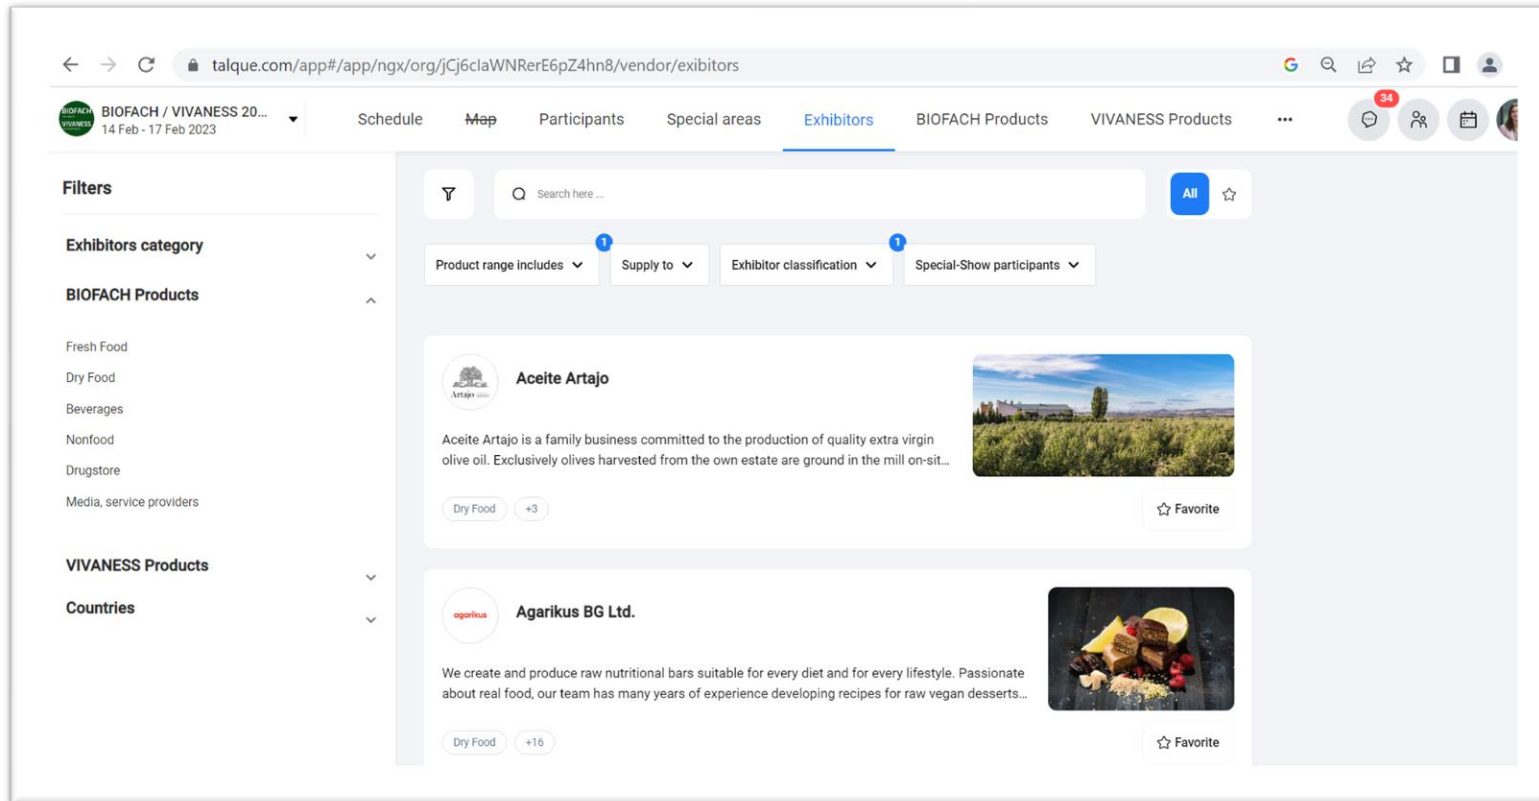 talque.com/app#/app/ngx/org/jCj6claWNRerE6pZ4hn8/vendor/exibitors
BIOFACH
VIVANESS
BIOFACH / VIVANESS 20...
14 Feb - 17 Feb 2023
Schedule
Map
Participants
Special areas
Exhibitors
BIOFACH Products
VIVANESS Products
...
34
Filters
Exhibitors category
BIOFACH Products
Fresh Food
Dry Food
Beverages
Nonfood
Drugstore
Media, service providers
VIVANESS Products
Countries
Search here ...
All
Product range includes
1
Supply to
Exhibitor classification
1
Special-Show participants
Artajo
Aceite Artajo
Aceite Artajo is a family business committed to the production of quality extra virgin
olive oil. Exclusively olives harvested from the own estate are ground in the mill on-sit...
Dry Food
+3
Favorite
agarikus
Agarikus BG Ltd.
We create and produce raw nutritional bars suitable for every diet and for every lifestyle. Passionate
about real food, our team has many years of experience developing recipes for raw vegan desserts...
Dry Food
+16
Favorite